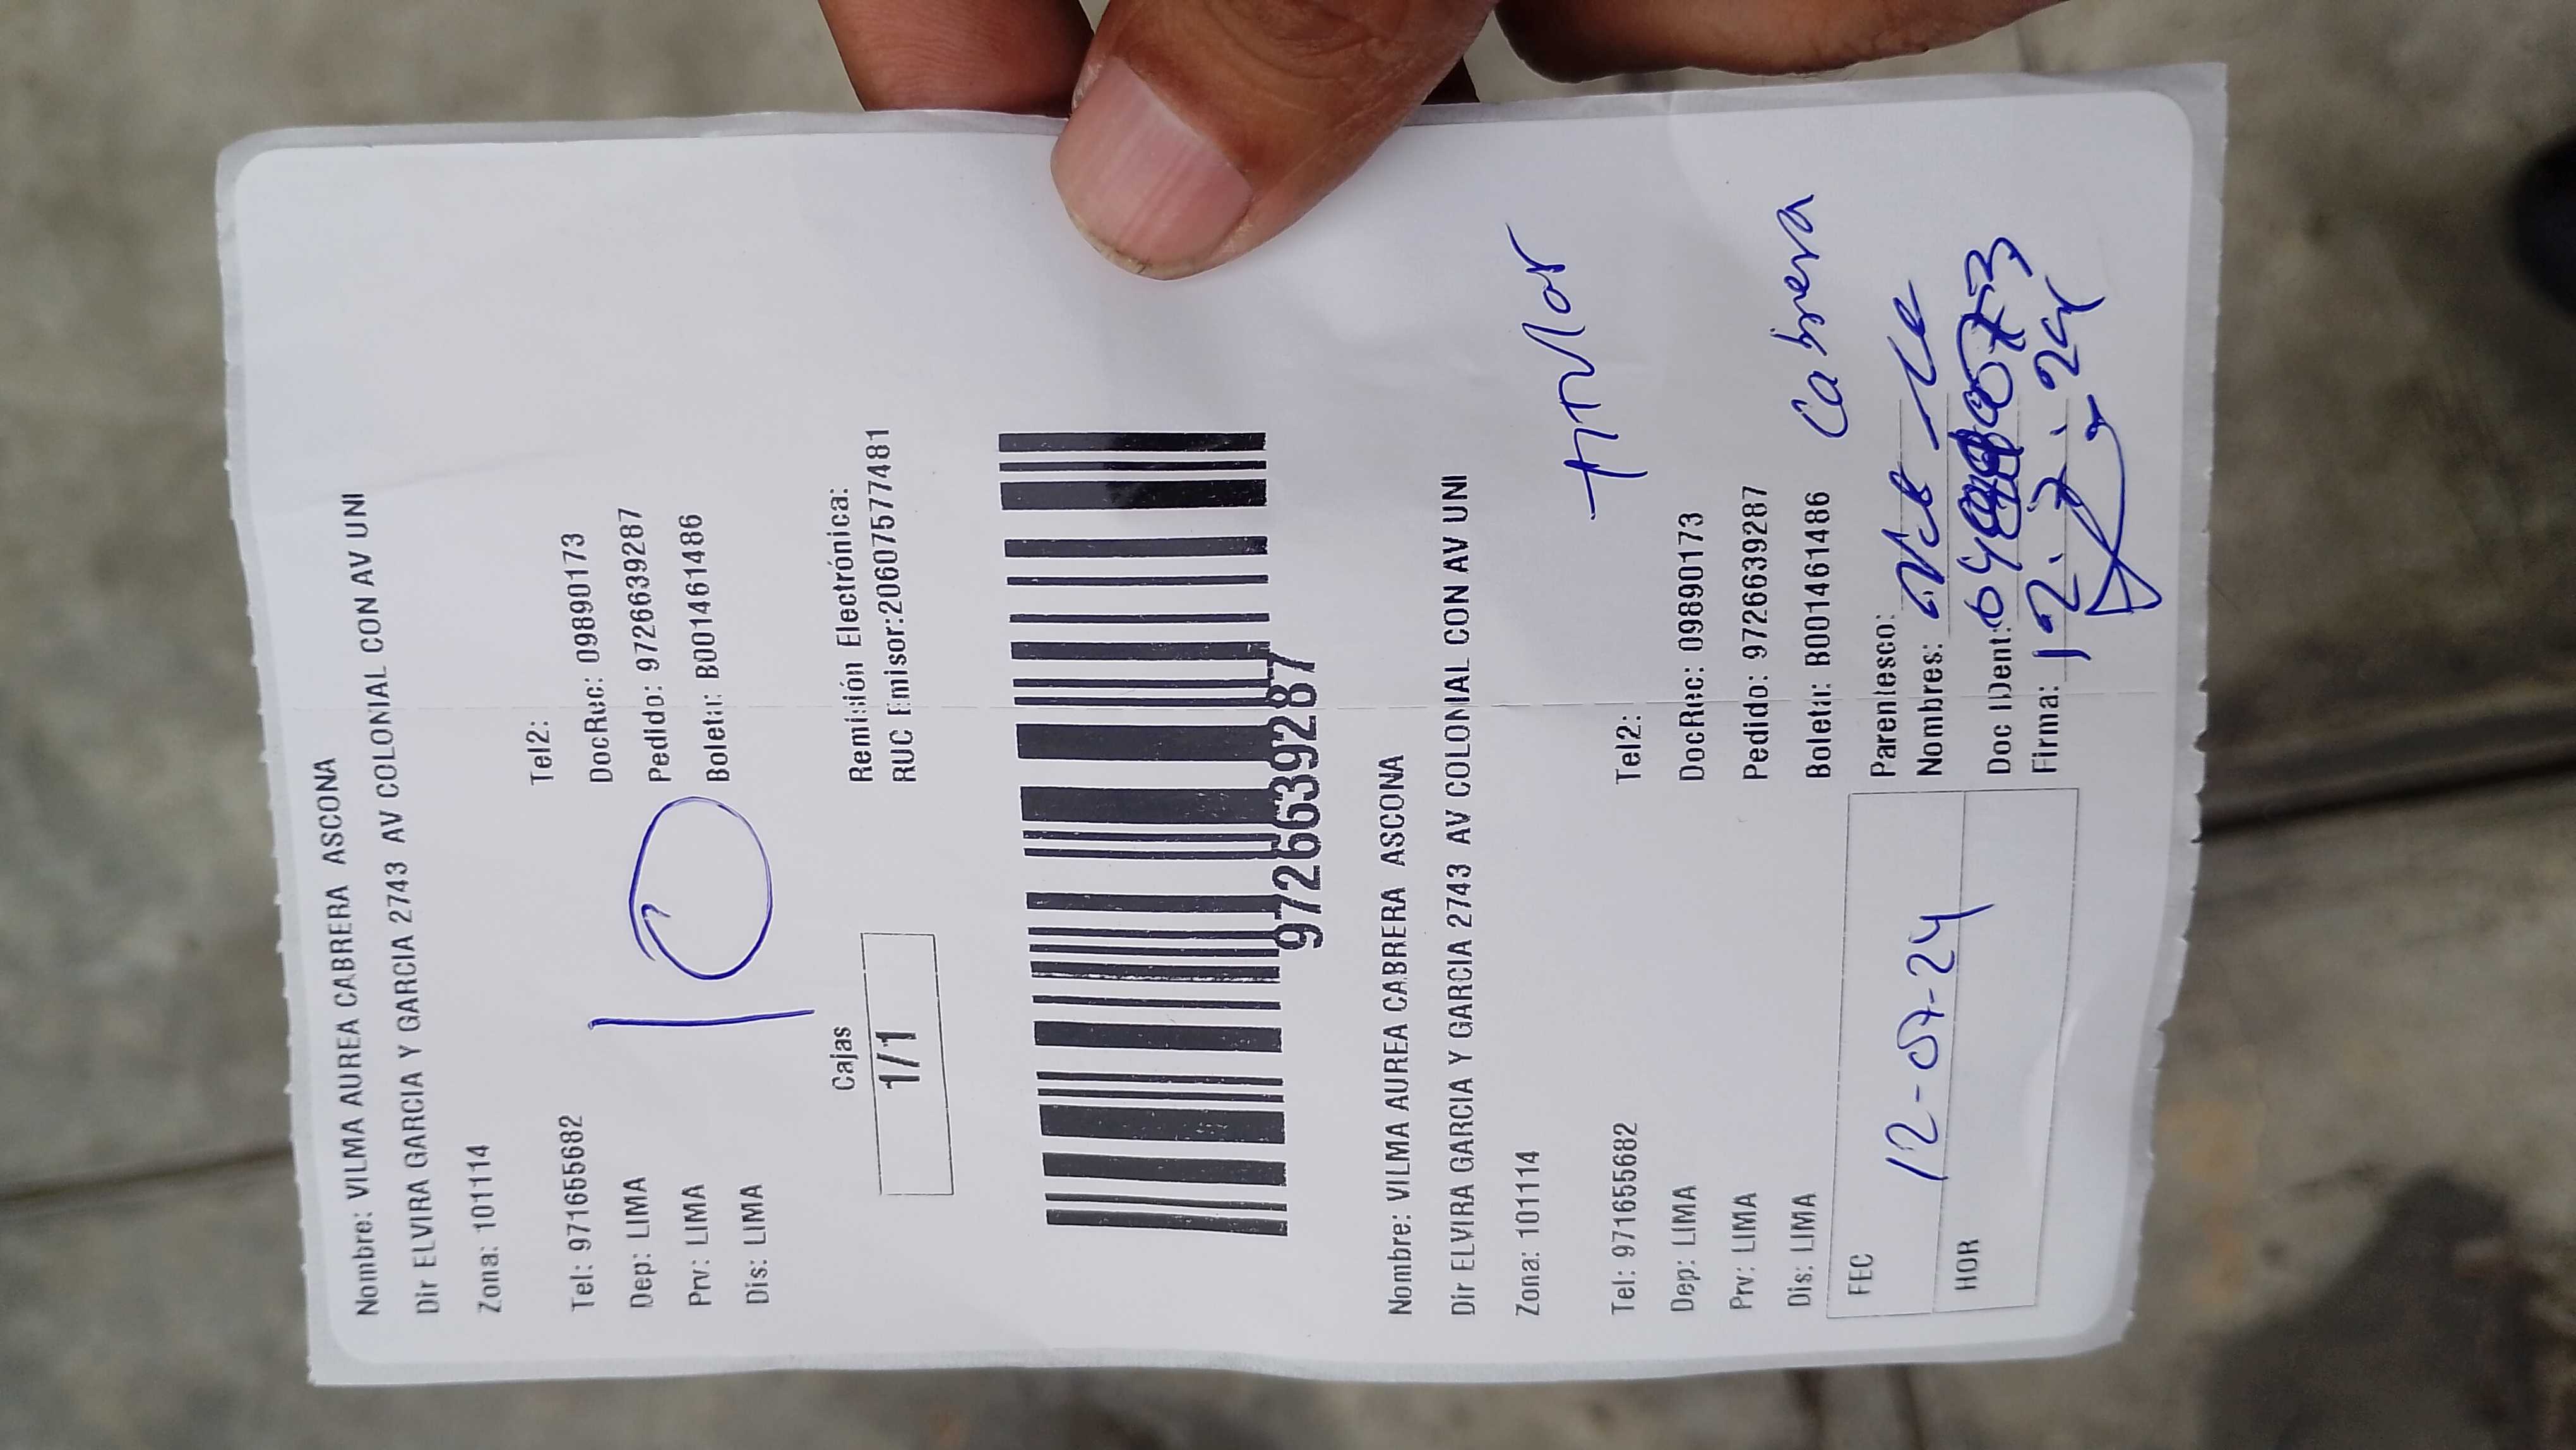 Nombre: VILMA AUREA CABRERA ASCONA
Dir ELVIRA GARCIA Y GARCIA 2743 AV COLONIAL CON AV UNI
Zona: 101114
Tel: 971655682 Tel2:
Dep: LIMA DocRec: 09890173
Prv: LIMA Pedido: 9726639287
Dis: LIMA Boleta: B001461486
10
Cajas Remisión Electrónica:
1/1 RUC Emisor:20607577481
9726639287
Nombre: VILMA AUREA CABRERA ASCONA
Dir ELVIRA GARCIA Y GARCIA 2743 AV COLONIAL CON AV UNI
Zona: 101114
Tel: 971655682 Tel2:
Dep: LIMA DocRec: 09890173
Prv: LIMA Pedido: 9726639287
Dis: LIMA Boleta: B001461486
Cabrera
FEC 12-07-24 Parentesco:
Nombres:
HOR Doc IDent:
Firma: 12.7.24